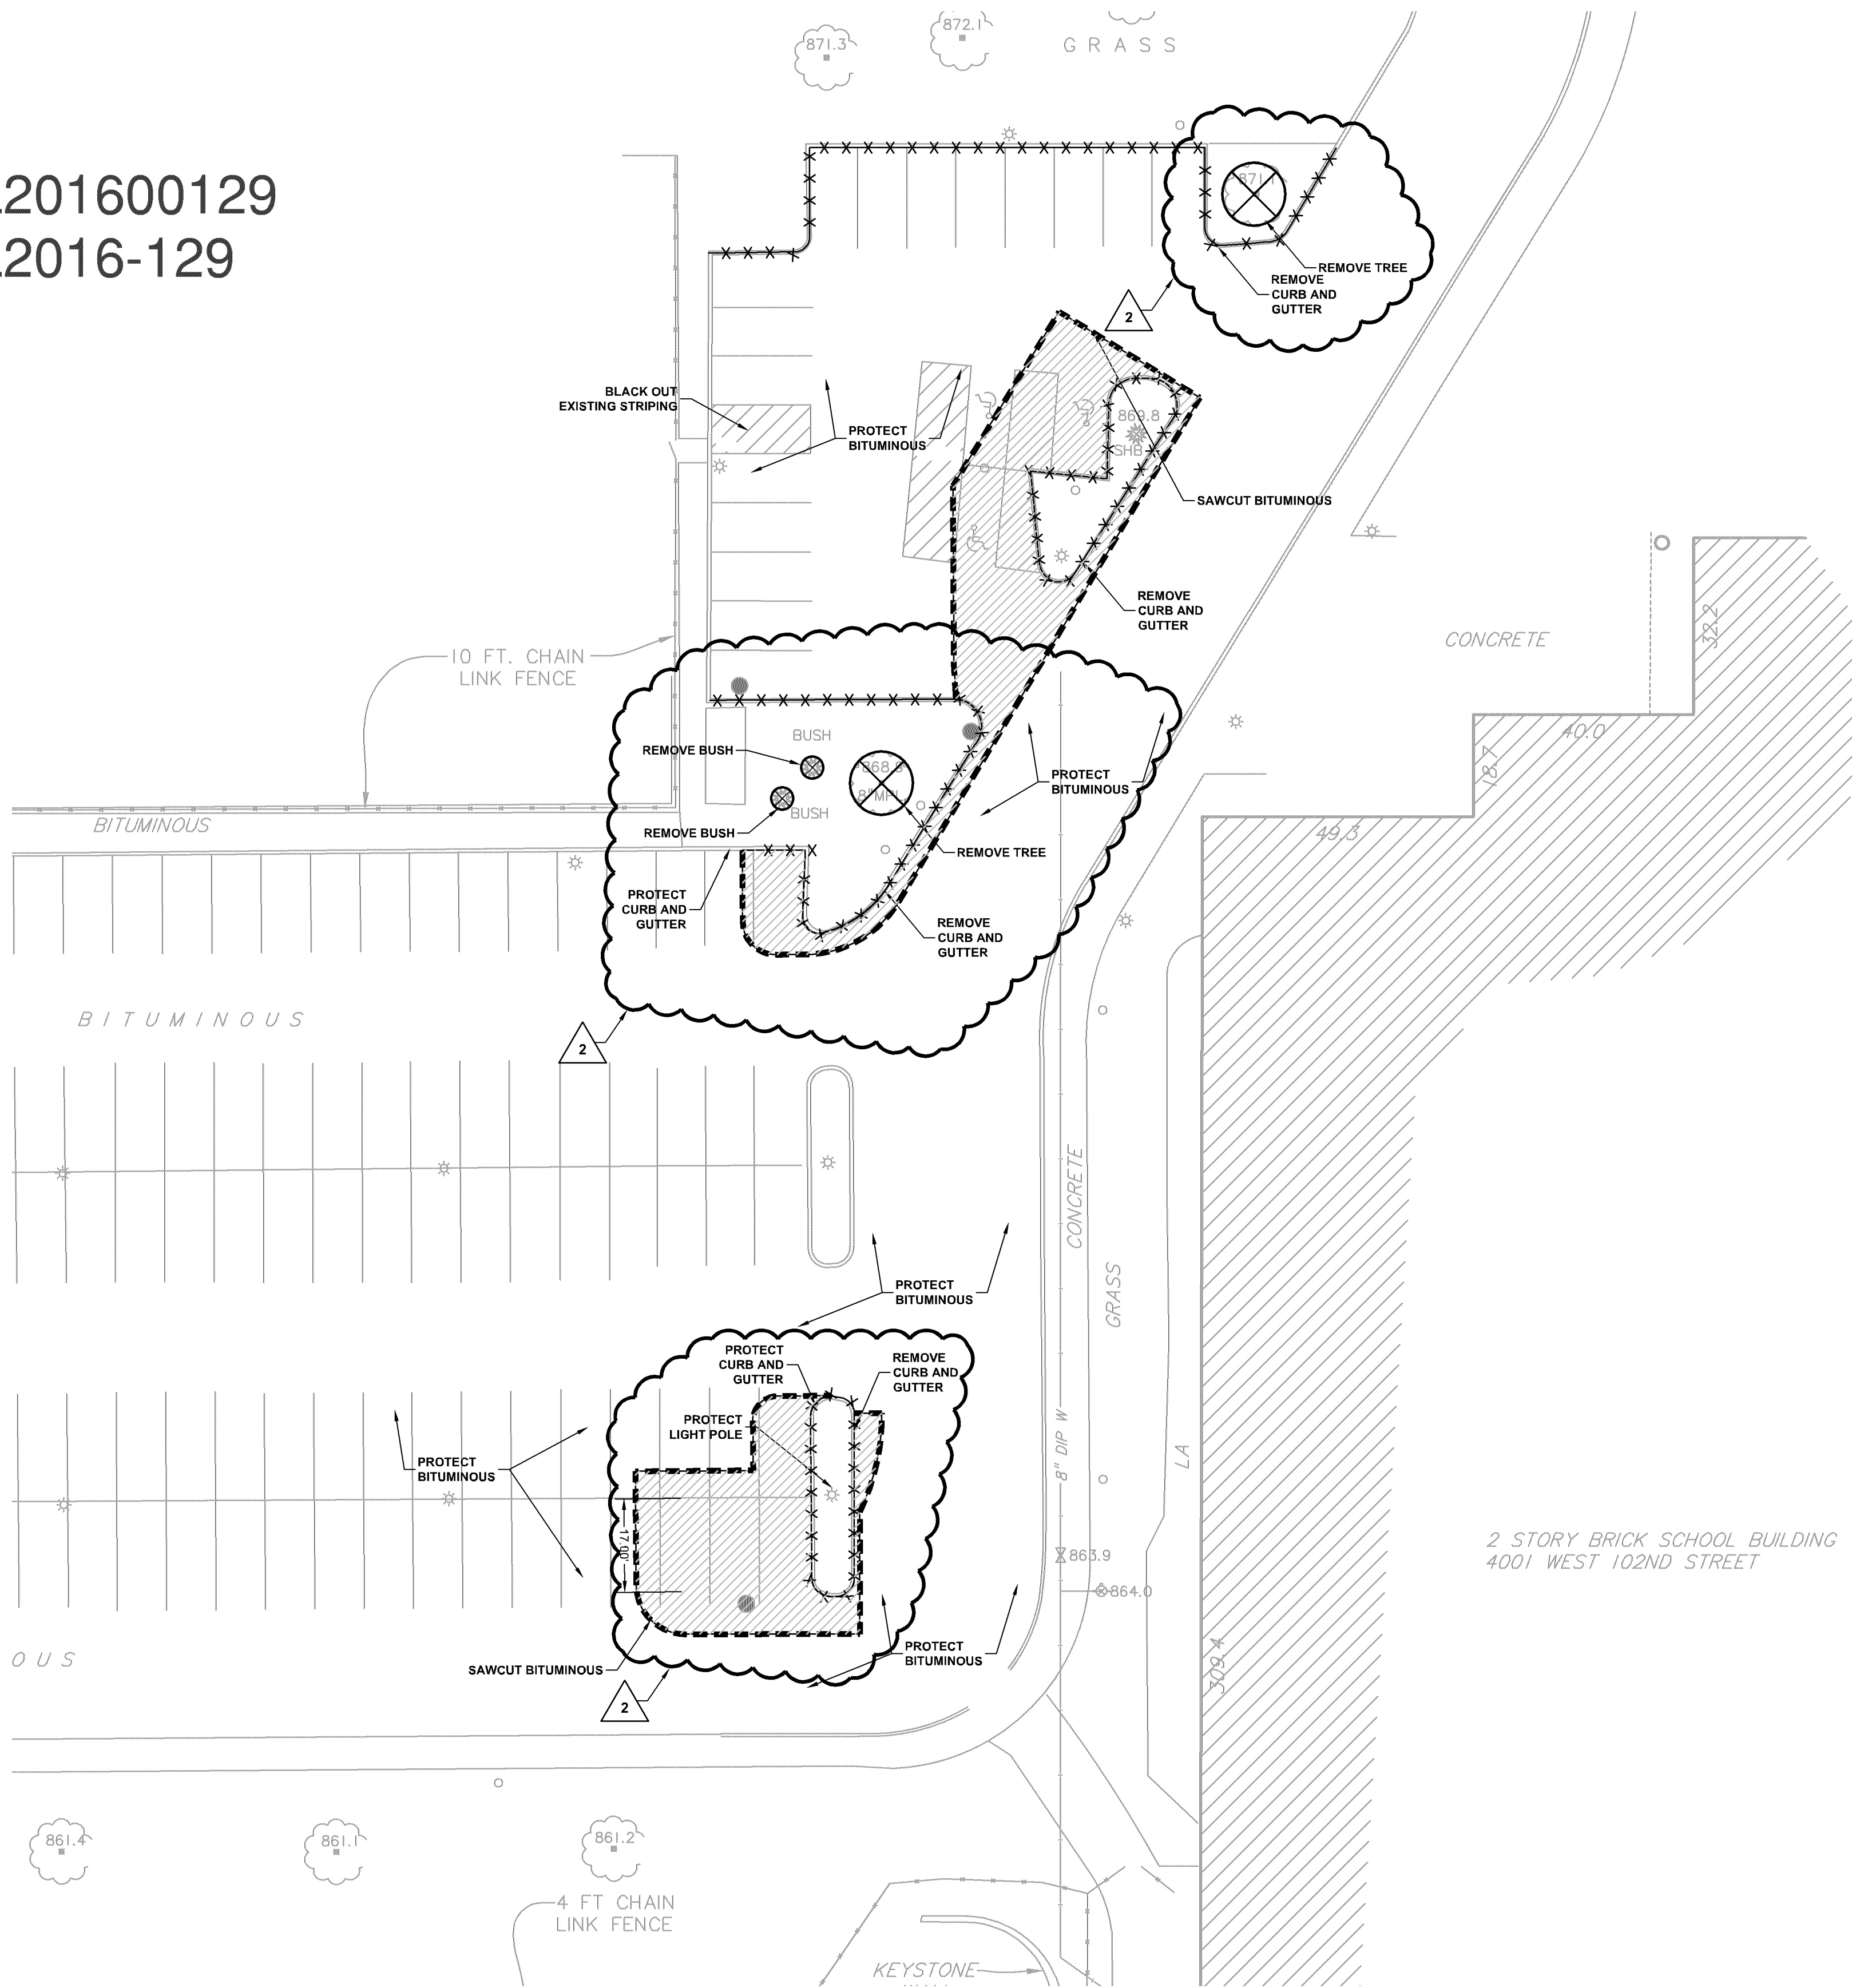 872.1
871.3
GRASS
201600129
2016-129
871.1
REMOVE TREE
REMOVE
CURB AND
GUTTER
2
BLACK OUT
EXISTING STRIPING
PROTECT
BITUMINOUS
869.8
SHB
SAWCUT BITUMINOUS
REMOVE
CURB AND
GUTTER
32.2
CONCRETE
10 FT. CHAIN
LINK FENCE
40.0
18.7
BUSH
REMOVE BUSH
868.8
8"MPL
PROTECT
BITUMINOUS
BUSH
REMOVE BUSH
BITUMINOUS
49.3
REMOVE TREE
PROTECT
CURB AND
GUTTER
REMOVE
CURB AND
GUTTER
BITUMINOUS
2
CONCRETE
GRASS
PROTECT
BITUMINOUS
PROTECT
CURB AND
GUTTER
REMOVE
CURB AND
GUTTER
PROTECT
LIGHT POLE
8" DIP W
LA
PROTECT
BITUMINOUS
17.00'
863.9
864.0
2 STORY BRICK SCHOOL BUILDING
4001 WEST 102ND STREET
OUS
PROTECT
BITUMINOUS
SAWCUT BITUMINOUS
309.4
2
861.4
861.1
861.2
4 FT CHAIN
LINK FENCE
KEYSTONE